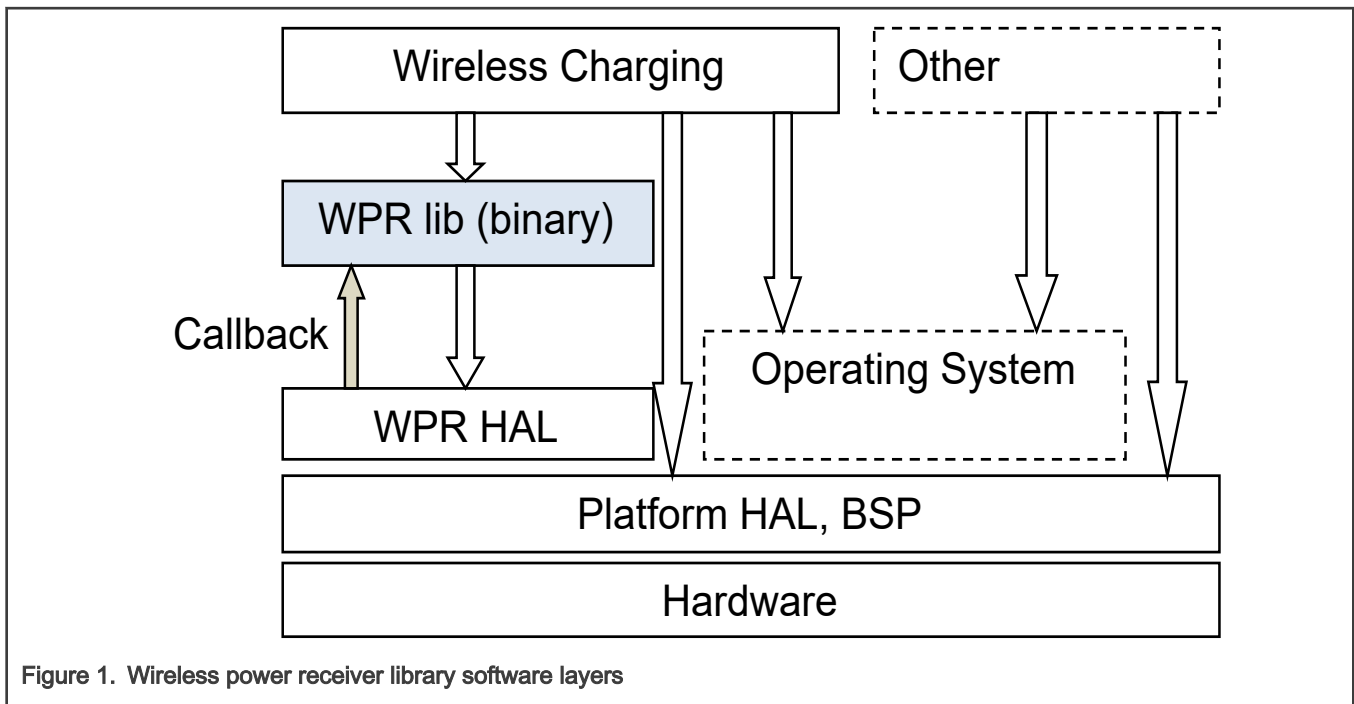 Wireless Charging
Other
WPR lib (binary)
Callback
Operating System
WPR HAL
Platform HAL, BSP
Hardware
Figure 1. Wireless power receiver library software layers